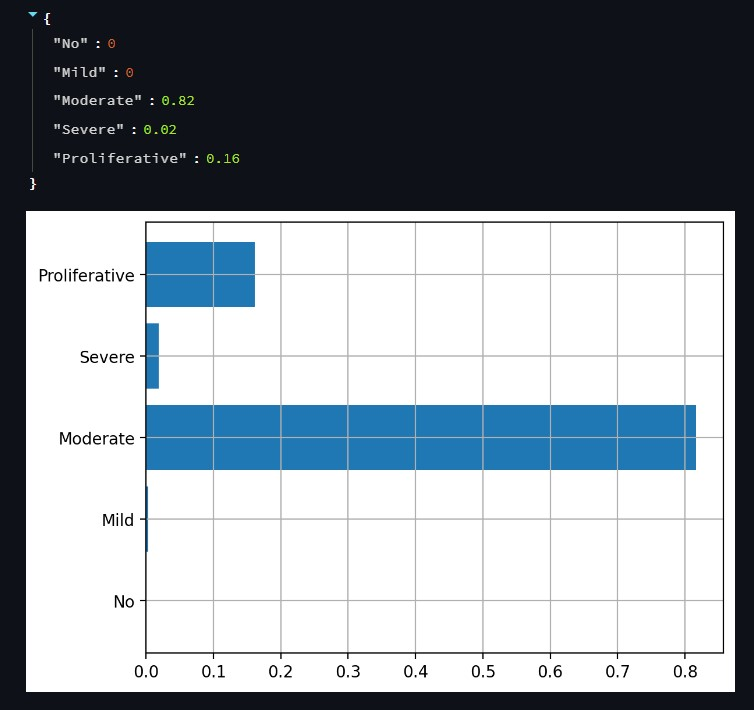 {
"No" : 0
"Mild" : 0
"Moderate" : 0.82
"Severe" : 0.02
"Proliferative" : 0.16
}
Proliferative
Severe
Moderate
Mild
No
0.0 0.1 0.2 0.3 0.4 0.5 0.6 0.7 0.8